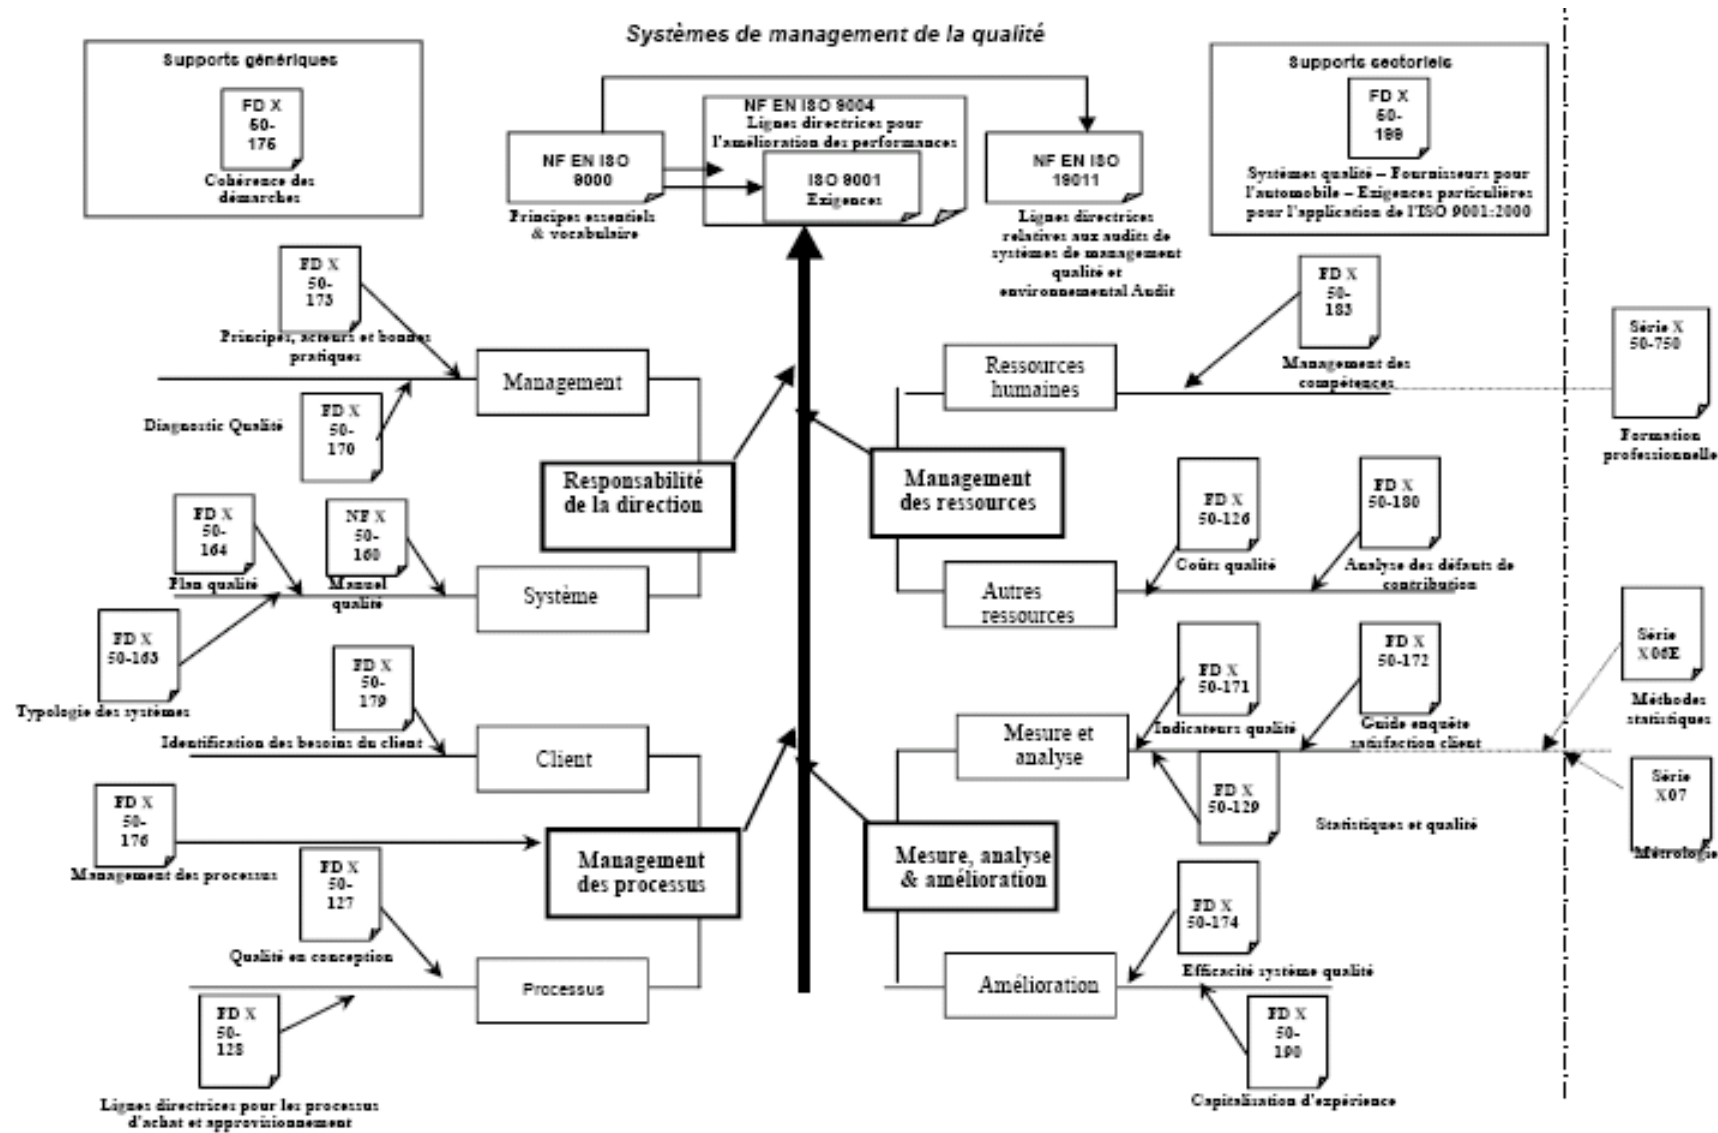 Systèmes de management de la qualité
Supports génériques
FD X
50-
175
Cohérence des
démarches
NF EN ISO
9000
Principes essentiels
& vocabulaire
NF EN ISO 9004
Lignes directrices pour
l'amélioration des performances
ISO 9001
Exigences
NF EN ISO
19011
Lignes directrices
relatives aux audits de
systèmes de management
qualité et
environnemental Audit
Supports sectoriels
FD X
50-
199
Systèmes qualité – Fournisseurs pour
l'automobile – Exigences particulières
pour l'application de l'ISO 9001:2000
FD X
50-
173
Principes, acteurs et bonnes
pratiques
Management
Diagnostic Qualité
FD X
50-
170
Responsabilité
de la direction
FD X
50-
164
Plan qualité
NF X
50-
160
Manuel
qualité
Système
FD X
50-163
Typologie des systèmes
FD X
50-
179
Identification des besoins du client
Client
FD X
50-
176
Management des processus
Management
des processus
FD X
50-
127
Qualité en conception
Processus
FD X
50-
128
Lignes directrices pour les processus
d'achat et approvisionnement
Ressources
humaines
FD X
50-
183
Management des
compétences
Série X
50-750
Formation
professionnelle
Management
des ressources
FD X
50-126
Coûts qualité
FD X
50-180
Analyse des défauts de
contribution
Autres
ressources
FD X
50-171
Indicateurs qualité
FD X
50-172
Guide enquête
satisfaction client
Mesure et
analyse
Série
X06E
Méthodes
statistiques
FD X
50-129
Statistiques et qualité
Série
X07
Métrologie
Mesure, analyse
& amélioration
FD X
50-174
Efficacité système qualité
Amélioration
FD X
50-
190
Capitalisation d'expérience